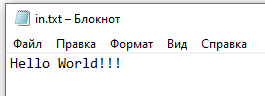 in.txt – Блокнот
Файл Правка Формат Вид Справка
Hello World!!!